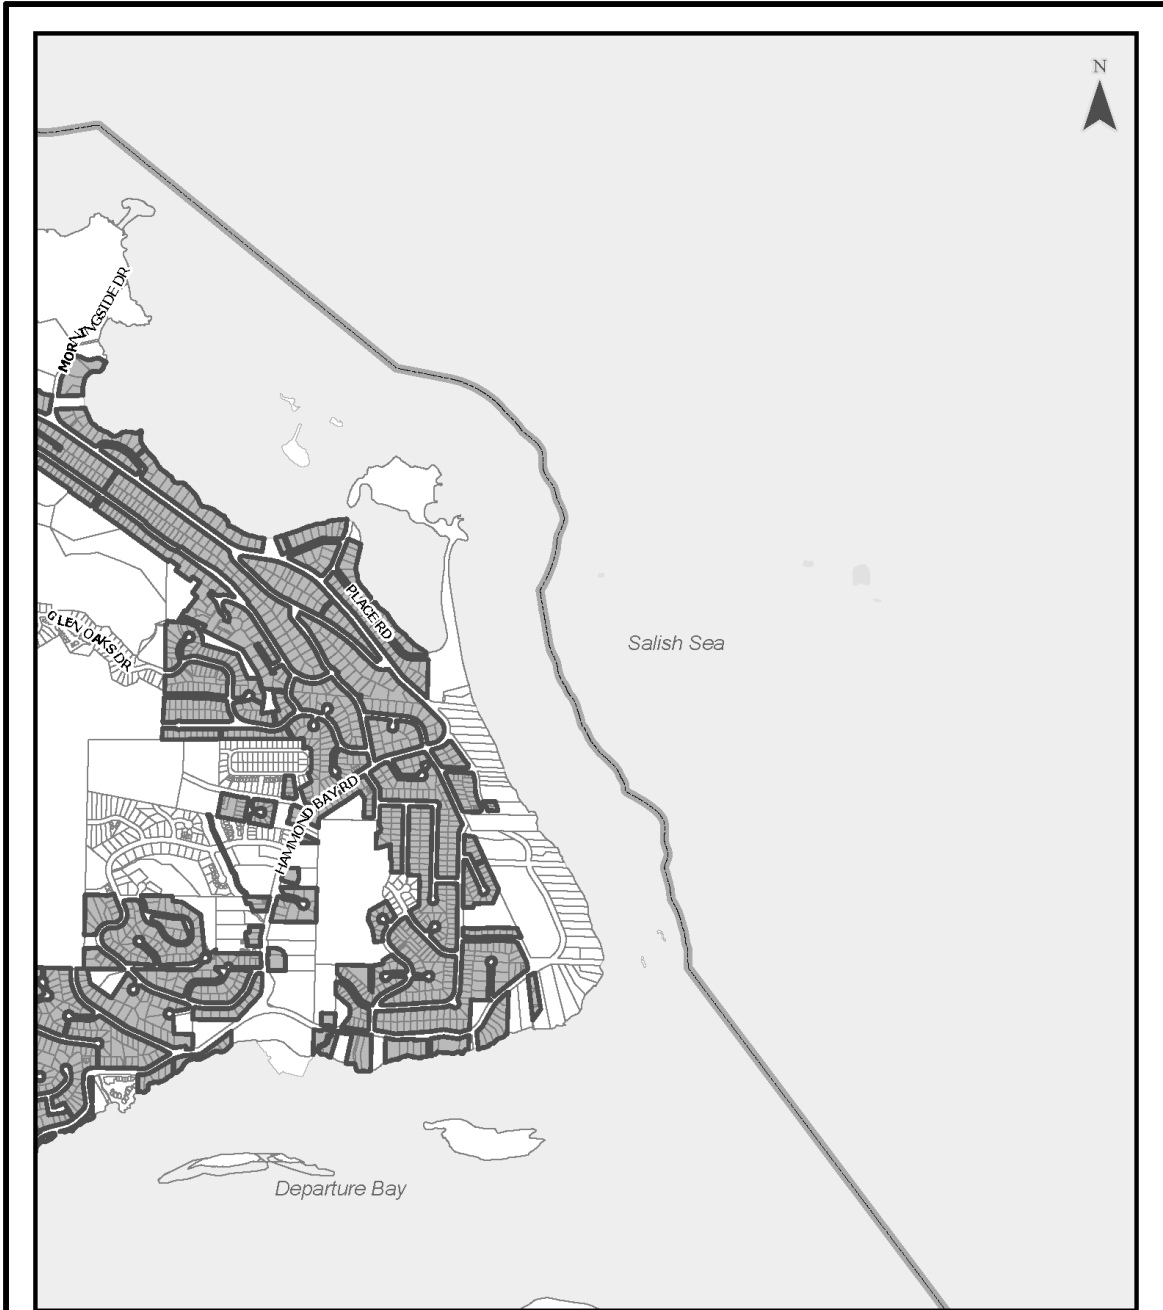 N
MORNINGSIDE DR
PLACE RD
GLEN OAKS DR
Salish Sea
HAMMOND BAY RD
Departure Bay